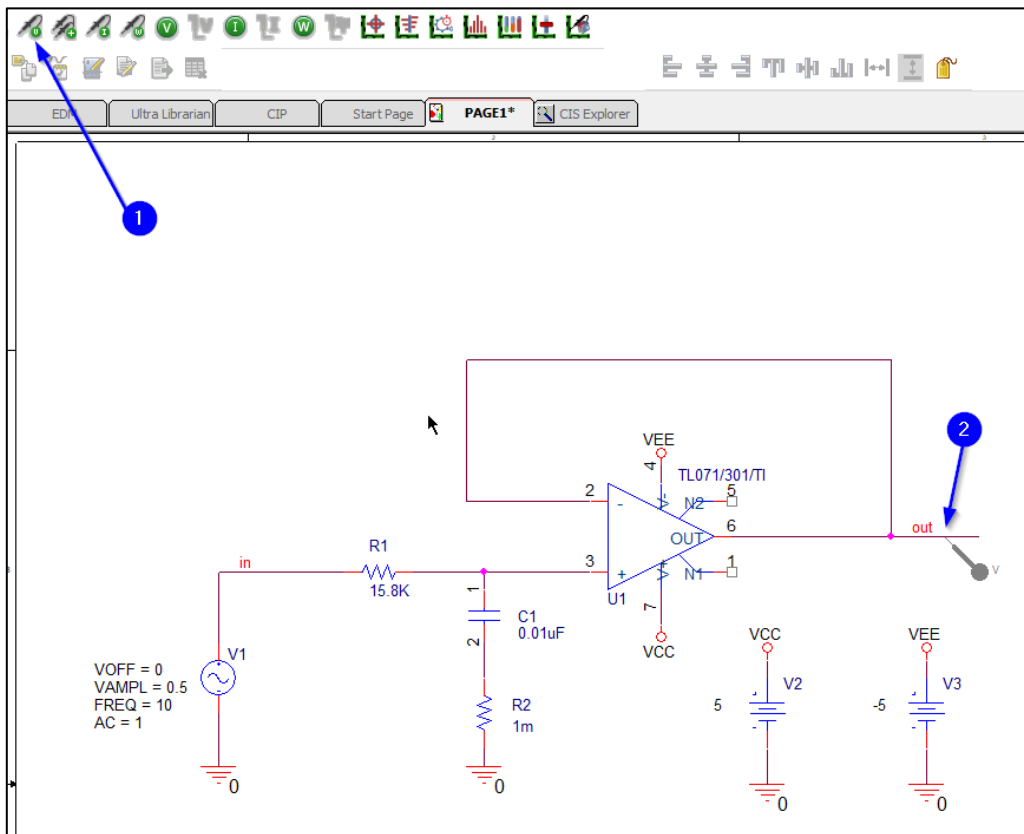 V I W
1
EDM Ultra Librarian CIP Start Page PAGE1* CIS Explorer
2 3
2
VEE
4
TL071/301/TI
2 - V- N2 5
OUT 6 out
V
in R1 3 + V+ N1 1
15.8K
U1
1
C1
0.01uF
2
7
VCC
VCC VEE
V1
VOFF = 0
VAMPL = 0.5
FREQ = 10
AC = 1
R2
1m
5 V2
-5 V3
0 0 0 0